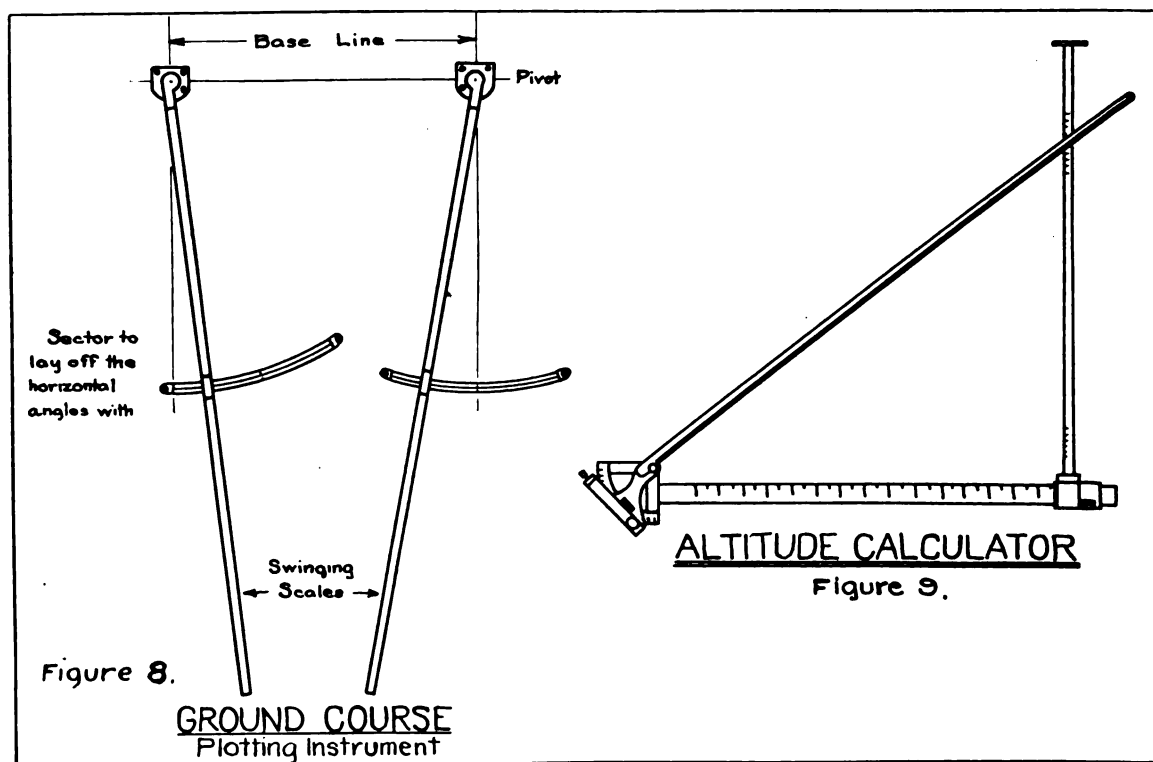 Base Line
Pivot
Sector to
lay off the
horizontal
angles with
Swinging
Scales
Figure 8.
GROUND COURSE
Plotting Instrument
ALTITUDE CALCULATOR
Figure 9.